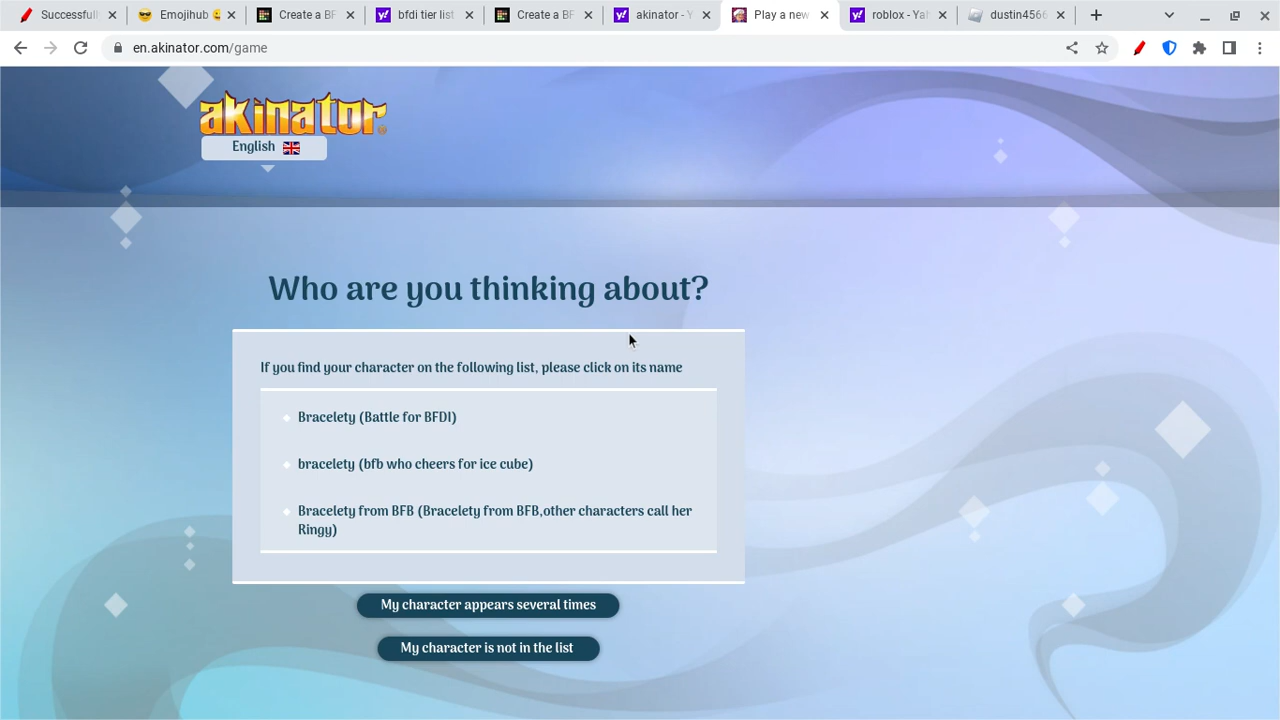 Successfull
Emojihub
Create a BF
bfdi tier list
Create a BF
akinator - Y
Play a new
roblox - Yah
dustin4566
en.akinator.com/game
akinator
English
Who are you thinking about?
If you find your character on the following list, please click on its name
Bracelety (Battle for BFDI)
bracelety (bfb who cheers for ice cube)
Bracelety from BFB (Bracelety from BFB,other characters call her
Ringy)
My character appears several times
My character is not in the list